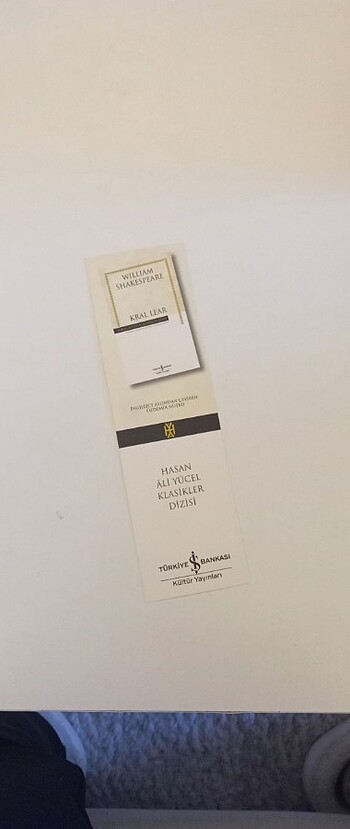 WILLIAM
SHAKESPEARE
KRAL LEAR
İNGİLİZCE ASLINDAN ÇEVİREN:
ÖZDEMİR NUTKU
HASAN
ÂLİ YÜCEL
KLASİKLER
DİZİSİ
TÜRKİYE İŞ BANKASI
Kültür Yayınları